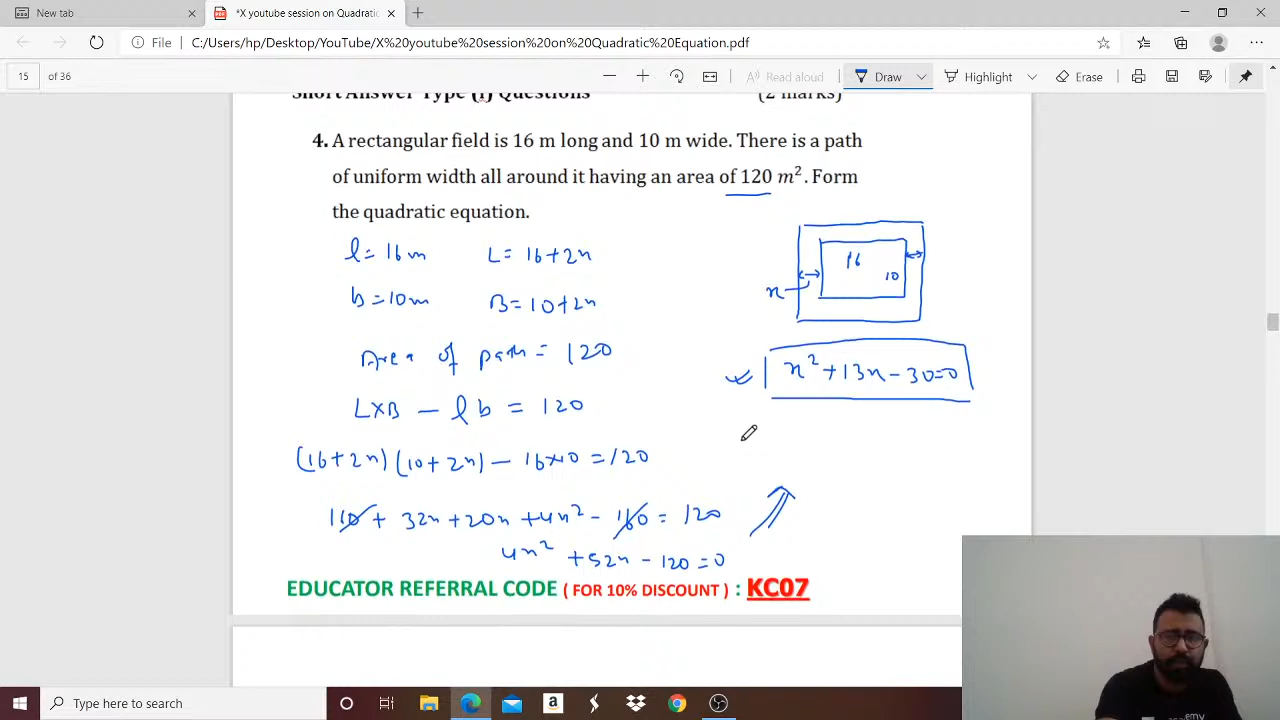 New tab
*X youtube session on Quadratic
File C:/Users/hp/Desktop/YouTube/X%20youtube%20session%20on%20Quadratic%20Equation.pdf
15 of 36
Read aloud Draw Highlight Erase
Short Answer Type (I) Questions (2 marks)
4. A rectangular field is 16 m long and 10 m wide. There is a path
of uniform width all around it having an area of 120 m². Form
the quadratic equation.
l = 16m L = 16+2x
b = 10m B = 10+2x
16
10
x
Area of path = 120
x² + 13x - 30 = 0
L×B - lb = 120
(16+2x)(10+2x) - 16×10 = 120
160 + 32x + 20x + 4x² - 160 = 120
4x² + 52x - 120 = 0
EDUCATOR REFERRAL CODE ( FOR 10% DISCOUNT ) : KC07
Type here to search
emy